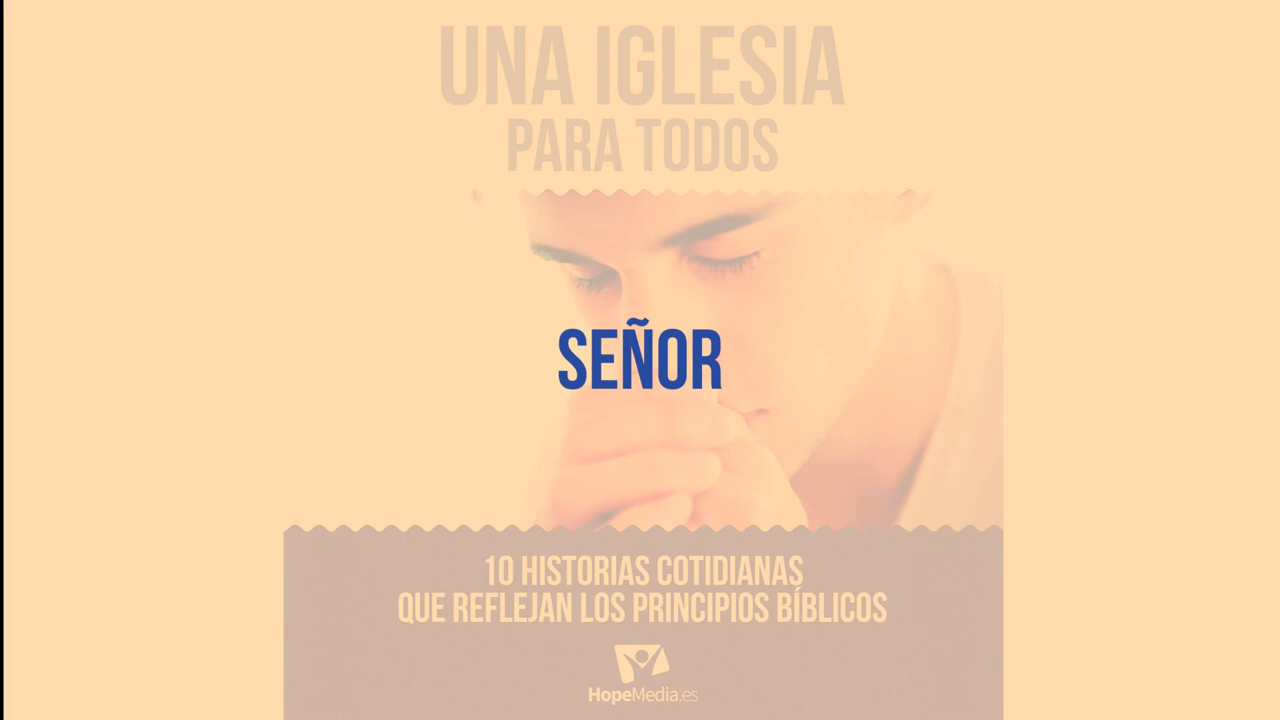 UNA IGLESIA
PARA TODOS
SEÑOR
10 HISTORIAS COTIDIANAS
QUE REFLEJAN LOS PRINCIPIOS BÍBLICOS
HopeMedia.es